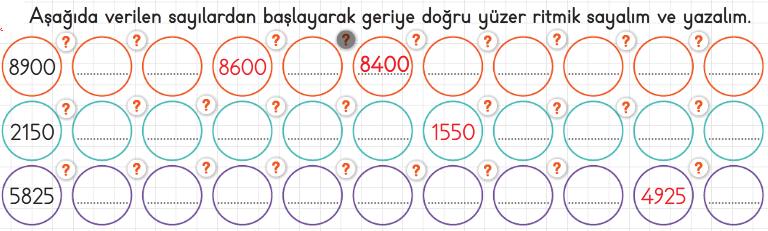 Aşağıda verilen sayılardan başlayarak geriye doğru yüzer ritmik sayalım ve yazalım.
? ? ? ? ? ? ? ? ?
8900 8600 8400
? ? ? ? ? ? ? ? ? ?
2150 1550
? ? ? ? ? ? ? ? ? ?
5825 4925